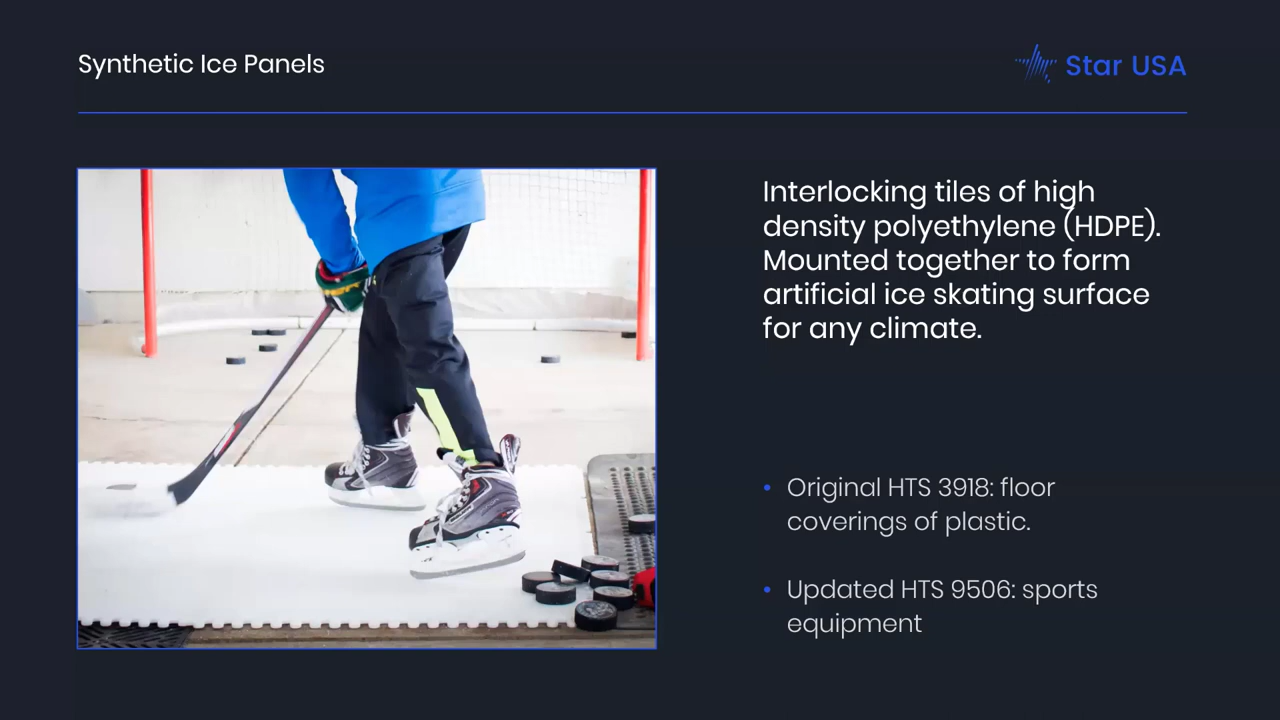 Synthetic Ice Panels
Star USA
Interlocking tiles of high
density polyethylene (HDPE).
Mounted together to form
artificial ice skating surface
for any climate.
• Original HTS 3918: floor
coverings of plastic.
• Updated HTS 9506: sports
equipment